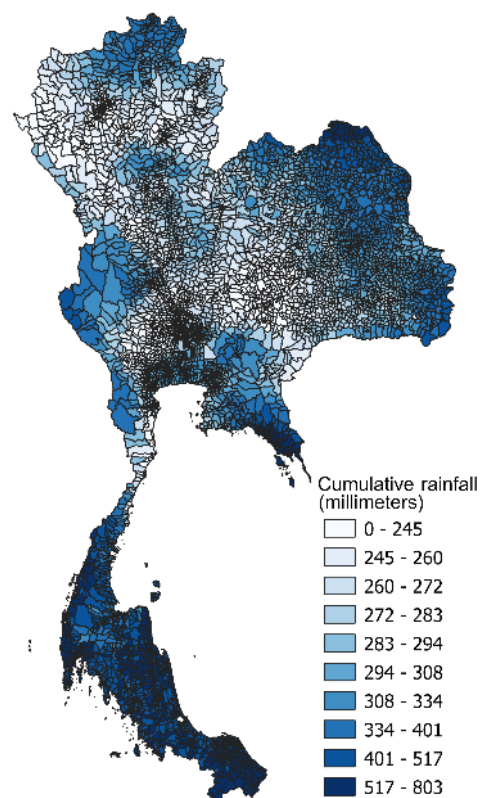 Cumulative rainfall
(millimeters)
0 - 245
245 - 260
260 - 272
272 - 283
283 - 294
294 - 308
308 - 334
334 - 401
401 - 517
517 - 803